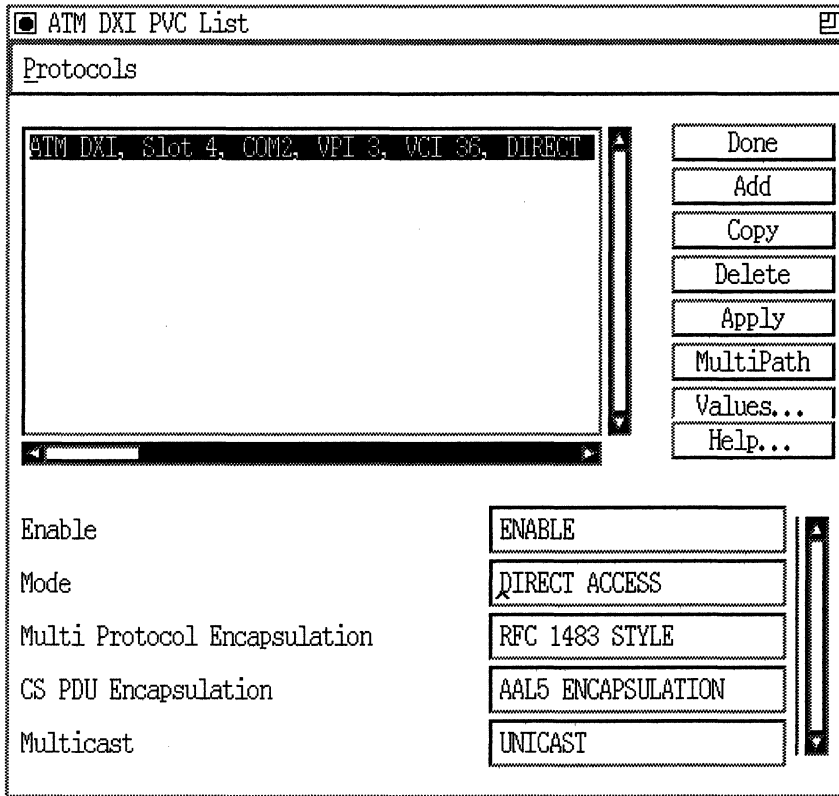 ATM DXI PVC List
Protocols
ATM DXI, Slot 4, COM2, VPI 3, VCI 36, DIRECT
Done
Add
Copy
Delete
Apply
MultiPath
Values...
Help...
Enable ENABLE
Mode DIRECT ACCESS
Multi Protocol Encapsulation RFC 1483 STYLE
CS PDU Encapsulation AAL5 ENCAPSULATION
Multicast UNICAST